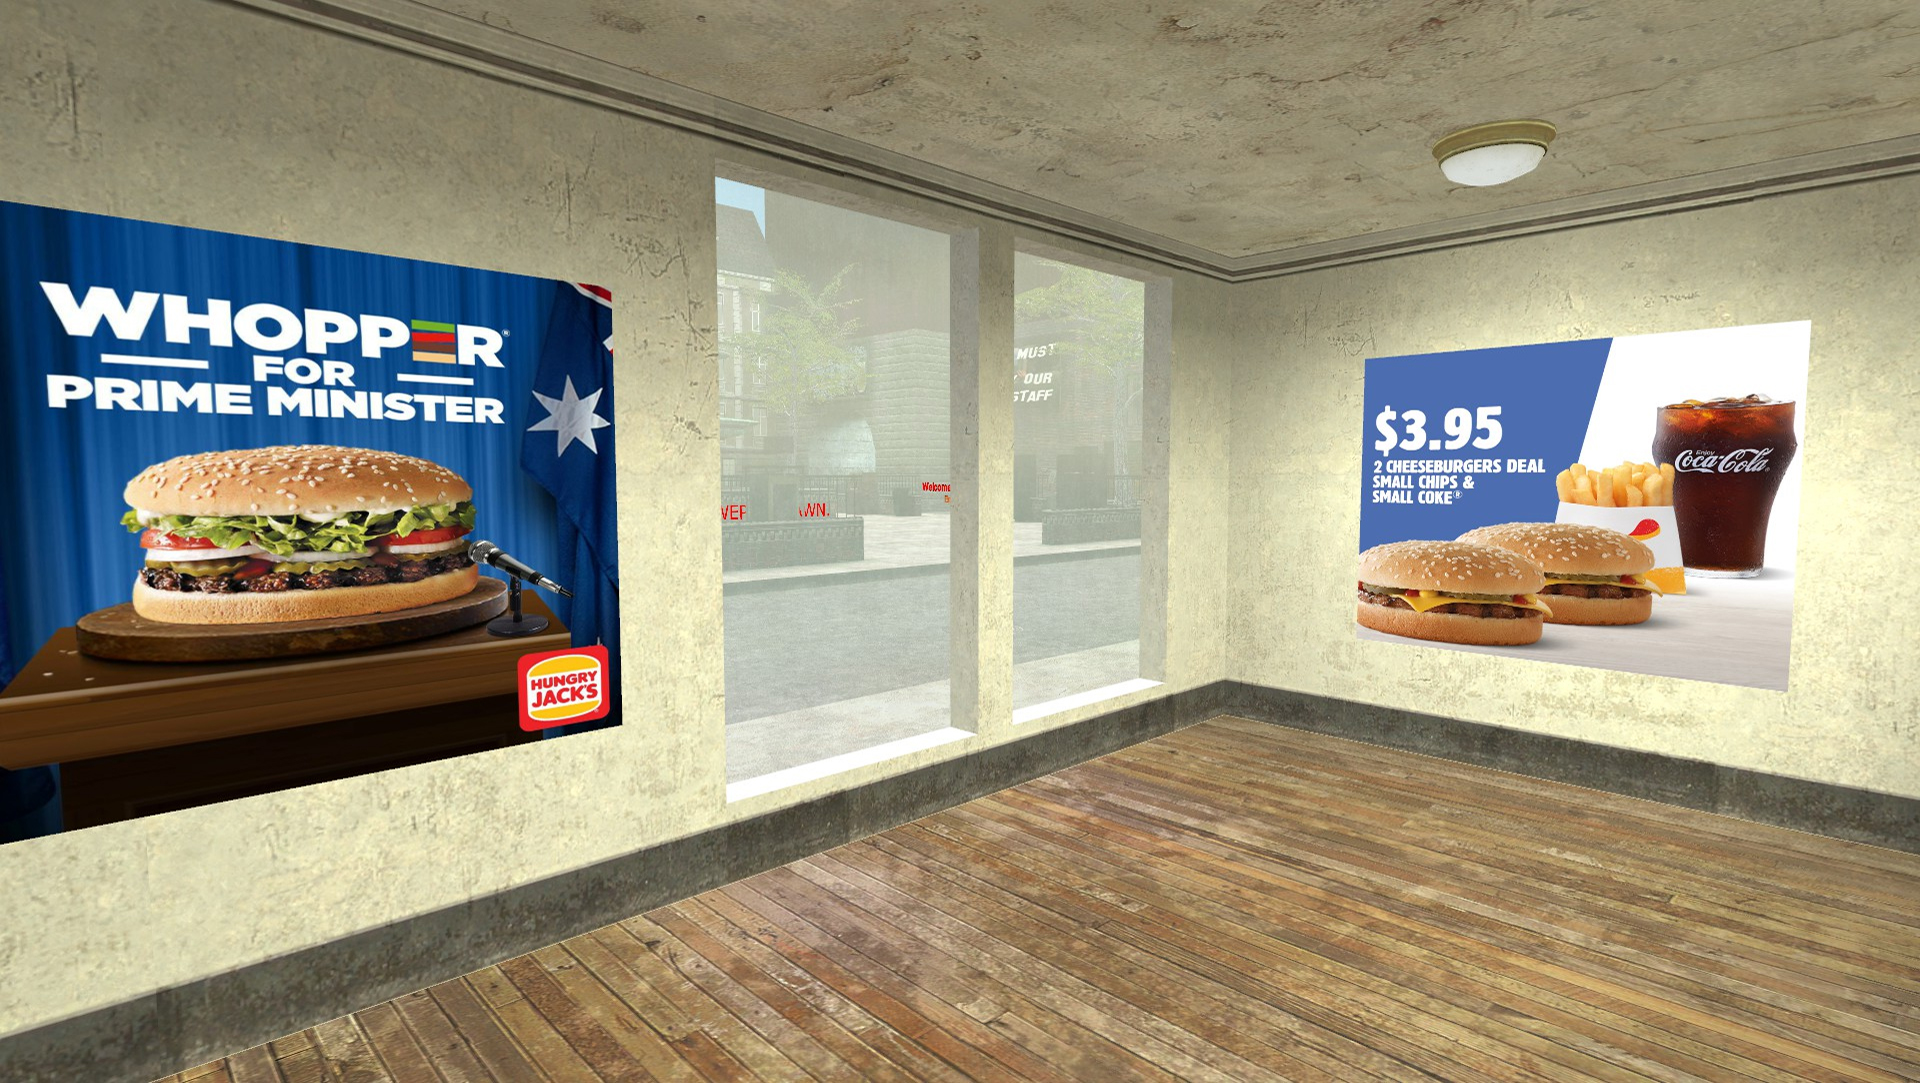 WHOPPER®
FOR
PRIME MINISTER
HUNGRY
JACK'S
MUST
OUR
STAFF
Welcome
$3.95
2 CHEESEBURGERS DEAL
SMALL CHIPS &
SMALL COKE®
Enjoy
Coca-Cola®